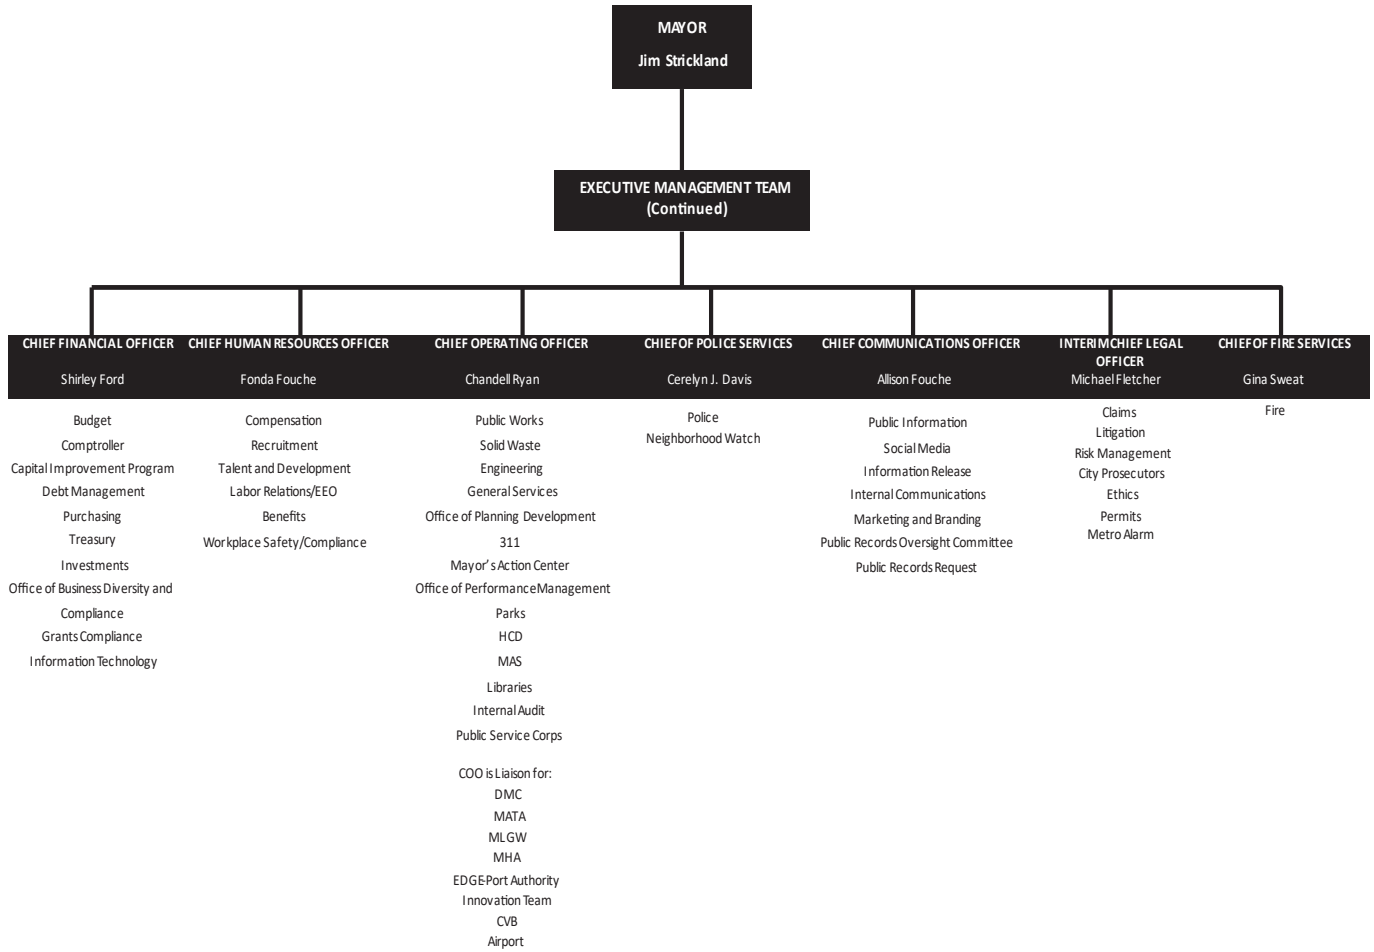 MAYOR
Jim Strickland
EXECUTIVE MANAGEMENT TEAM
(Continued)
CHIEF FINANCIAL OFFICER
Shirley Ford
Budget
Comptroller
Capital Improvement Program
Debt Management
Purchasing
Treasury
Investments
Office of Business Diversity and
Compliance
Grants Compliance
Information Technology
CHIEF HUMAN RESOURCES OFFICER
Fonda Fouche
Compensation
Recruitment
Talent and Development
Labor Relations/EEO
Benefits
Workplace Safety/Compliance
CHIEF OPERATING OFFICER
Chandell Ryan
Public Works
Solid Waste
Engineering
General Services
Office of Planning Development
311
Mayor's Action Center
Office of Performance Management
Parks
HCD
MAS
Libraries
Internal Audit
Public Service Corps
COO is Liaison for:
DMC
MATA
MLGW
MHA
EDGE-Port Authority
Innovation Team
CVB
Airport
CHIEF OF POLICE SERVICES
Cerelyn J. Davis
Police
Neighborhood Watch
CHIEF COMMUNICATIONS OFFICER
Allison Fouche
Public Information
Social Media
Information Release
Internal Communications
Marketing and Branding
Public Records Oversight Committee
Public Records Request
INTERIM CHIEF LEGAL
OFFICER
Michael Fletcher
Claims
Litigation
Risk Management
City Prosecutors
Ethics
Permits
Metro Alarm
CHIEF OF FIRE SERVICES
Gina Sweat
Fire